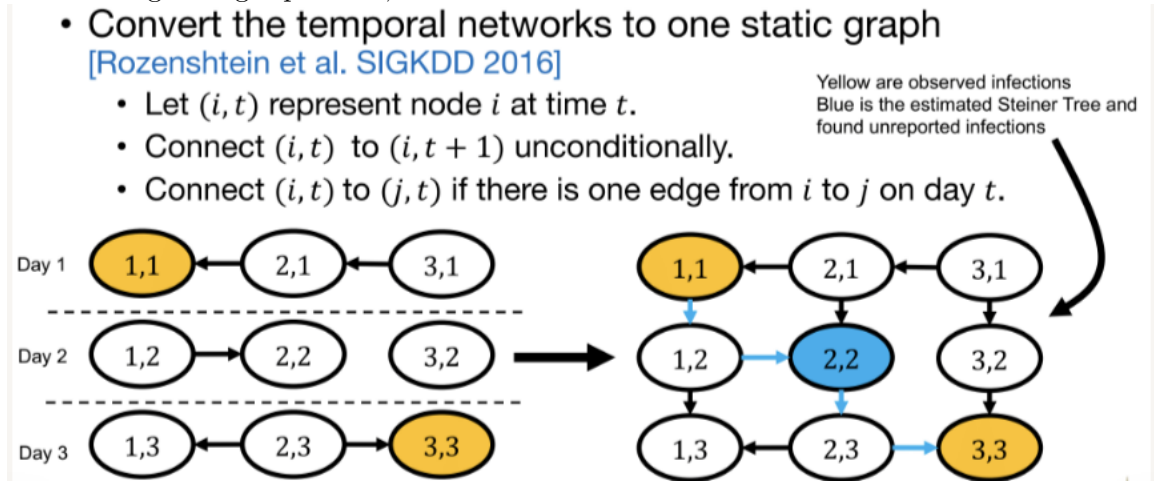 • Convert the temporal networks to one static graph
[Rozenshtein et al. SIGKDD 2016]
Yellow are observed infections
Blue is the estimated Steiner Tree and
found unreported infections
• Let (i, t) represent node i at time t.
• Connect (i, t) to (i, t + 1) unconditionally.
• Connect (i, t) to (j, t) if there is one edge from i to j on day t.
Day 1 1,1 2,1 3,1
Day 2 1,2 2,2 3,2
Day 3 1,3 2,3 3,3
1,1 2,1 3,1
1,2 2,2 3,2
1,3 2,3 3,3